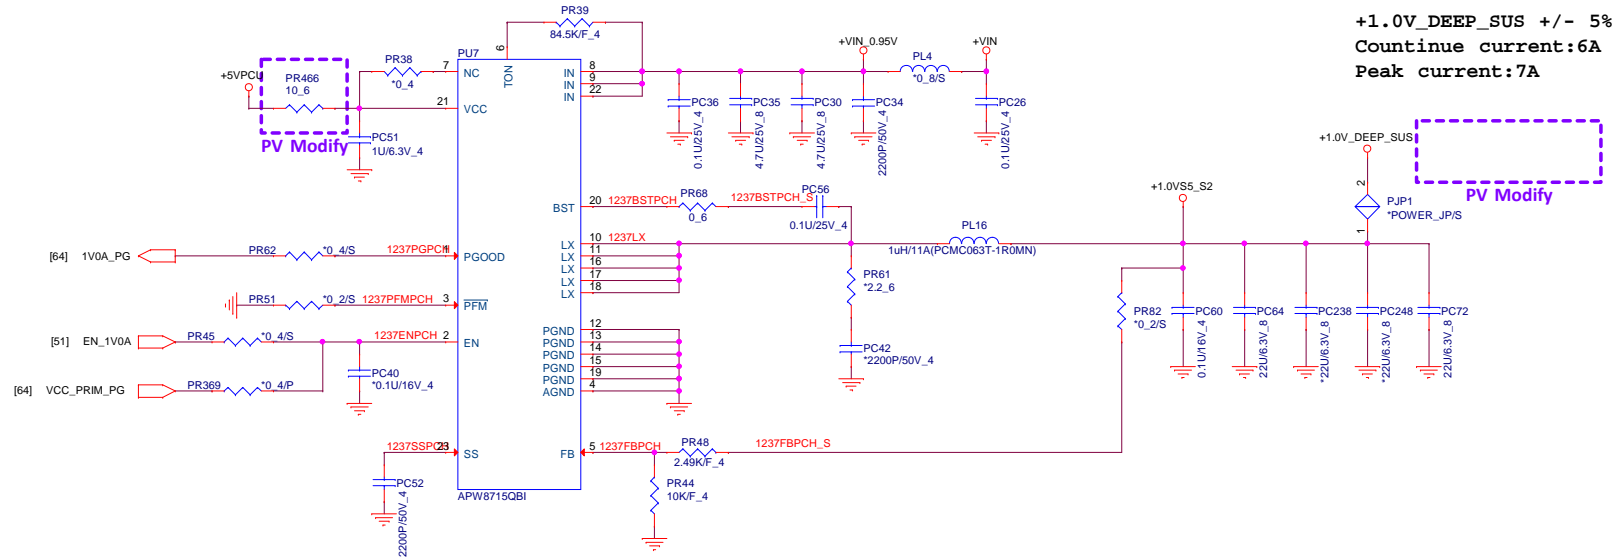 +1.0V_DEEP_SUS +/- 5%
Countinue current:6A
Peak current:7A
PR39
84.5K/F_4
PU7
6
TON
+5VPCU
PR466
10_6
PV Modify
PR38
*0_4
7
NC
21
VCC
PC51
1U/6.3V_4
IN
8
IN
9
IN
22
+VIN_0.95V
PL4
*0_8/S
+VIN
PC36
0.1U/25V_4
PC35
4.7U/25V_8
PC30
4.7U/25V_8
PC34
2200P/50V_4
PC26
0.1U/25V_4
+1.0V_DEEP_SUS
2
PJP1
*POWER_JP/S
1
PV Modify
BST
20
1237BSTPCH
PR68
0_6
1237BSTPCH_S
PC56
0.1U/25V_4
+1.0VS5_S2
LX
10
1237LX
LX
11
LX
16
LX
17
LX
18
PL16
1uH/11A(PCMC063T-1R0MN)
[64] 1V0A_PG
PR62
*0_4/S
1237PGPCH
1
PGOOD
PR51
*0_2/S
1237PFMPCH
3
PFM
[51] EN_1V0A
PR45
*0_4/S
1237ENPCH
2
EN
[64] VCC_PRIM_PG
PR369
*0_4/P
PC40
*0.1U/16V_4
PGND
12
PGND
13
PGND
14
PGND
15
PGND
19
AGND
4
PR61
*2.2_6
PC42
*2200P/50V_4
PR82
*0_2/S
PC60
0.1U/16V_4
PC64
22U/6.3V_8
PC238
*22U/6.3V_8
PC248
*22U/6.3V_8
PC72
22U/6.3V_8
1237SSPCH
23
SS
PC52
2200P/50V_4
FB
5
1237FBPCH
PR48
2.49K/F_4
1237FBPCH_S
PR44
10K/F_4
APW8715QBI